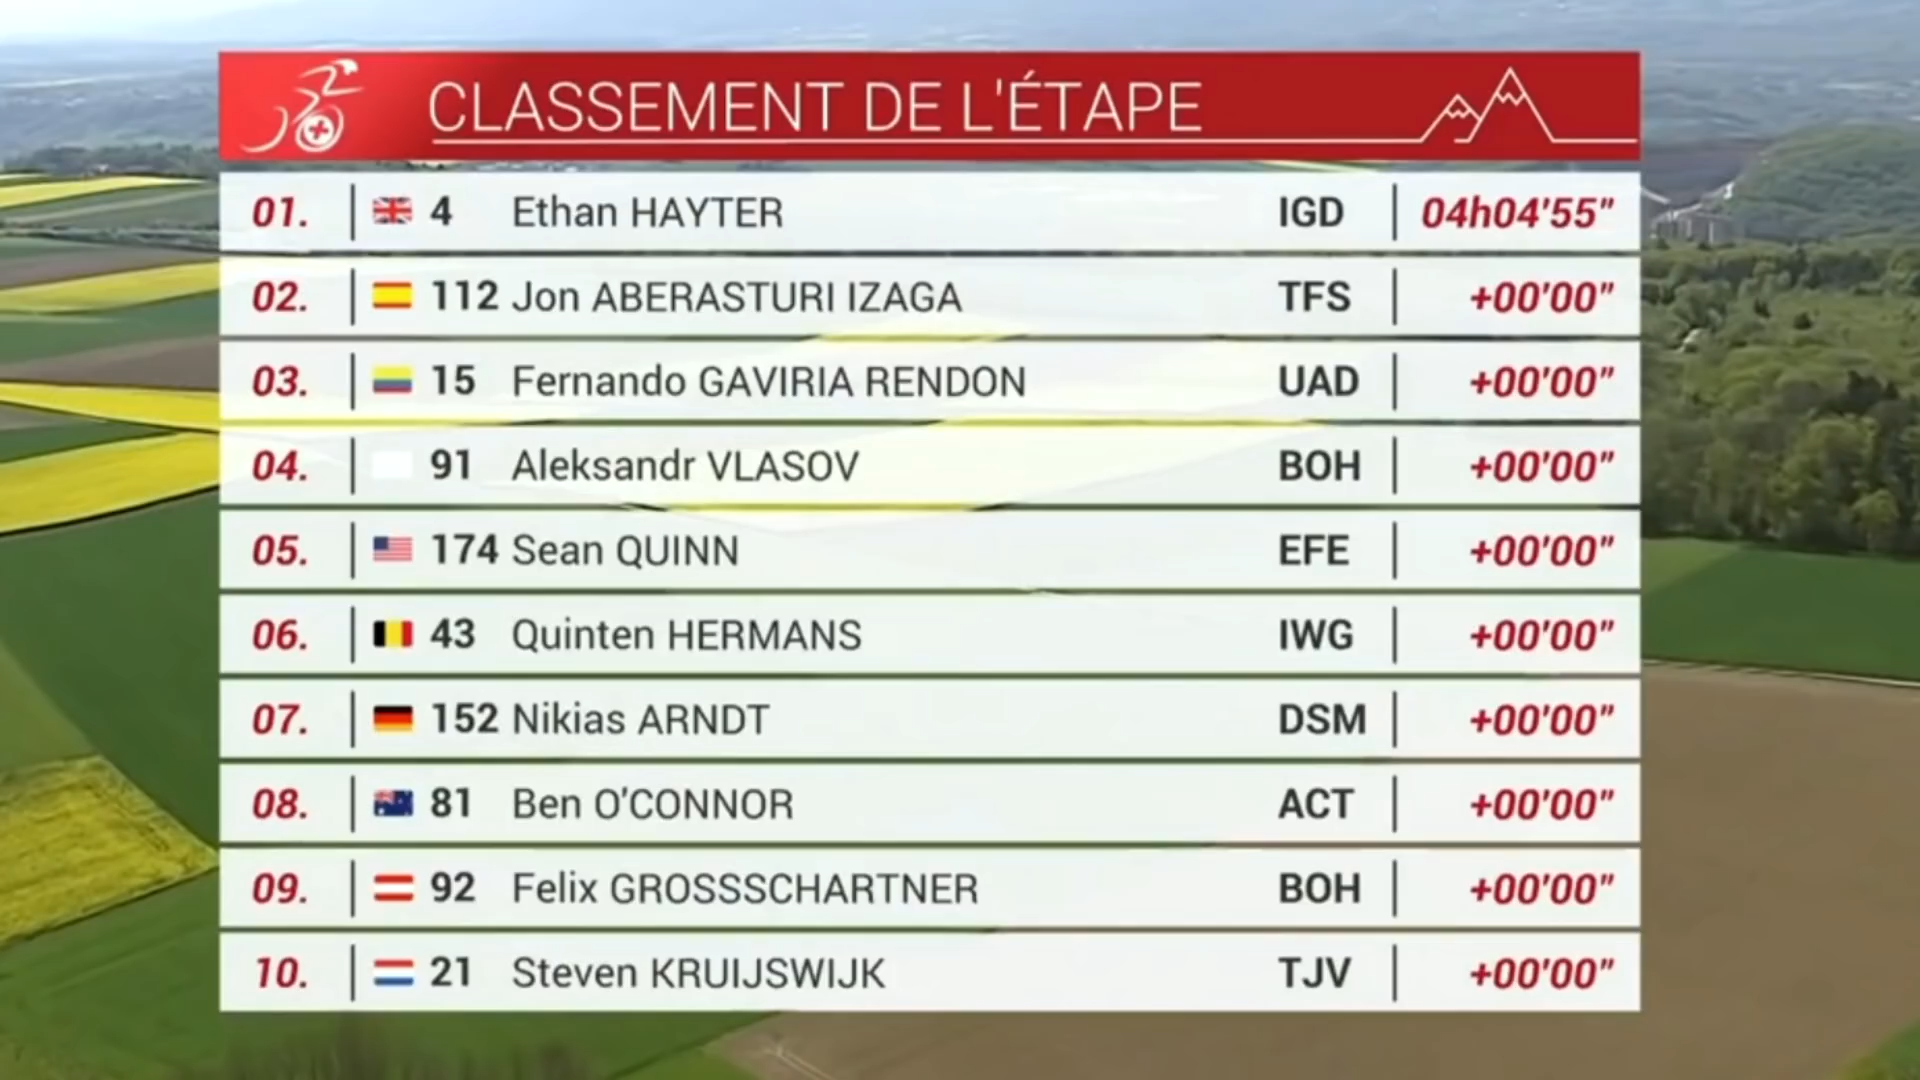 CLASSEMENT DE L'ÉTAPE
01. 4 Ethan HAYTER IGD 04h04'55"
02. 112 Jon ABERASTURI IZAGA TFS +00'00"
03. 15 Fernando GAVIRIA RENDON UAD +00'00"
04. 91 Aleksandr VLASOV BOH +00'00"
05. 174 Sean QUINN EFE +00'00"
06. 43 Quinten HERMANS IWG +00'00"
07. 152 Nikias ARNDT DSM +00'00"
08. 81 Ben O'CONNOR ACT +00'00"
09. 92 Felix GROSSSCHARTNER BOH +00'00"
10. 21 Steven KRUIJSWIJK TJV +00'00"